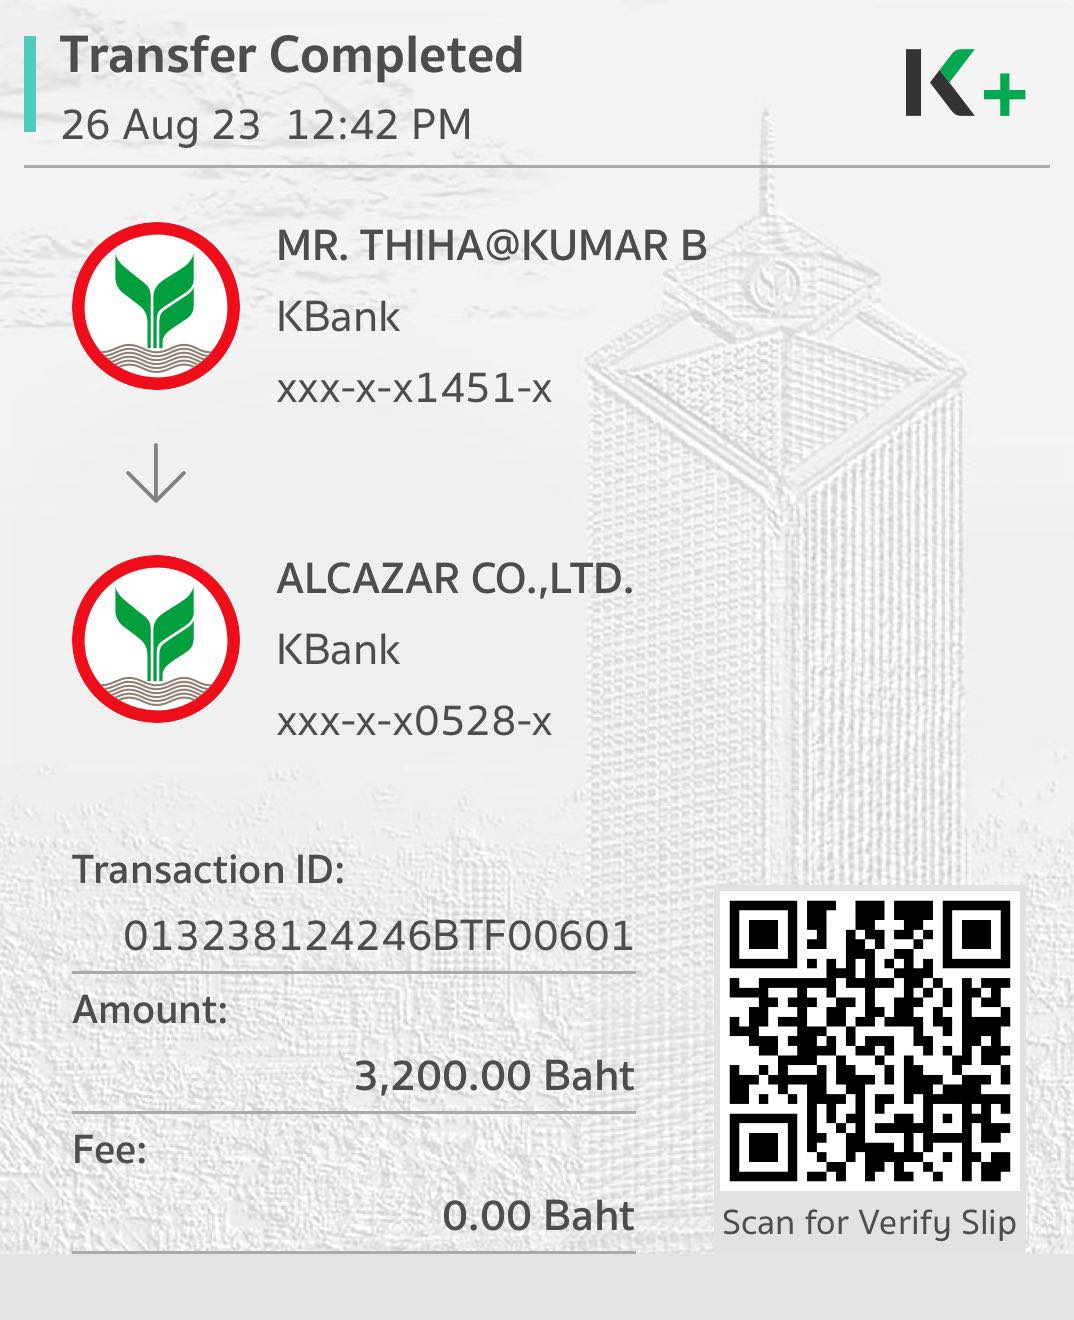 Transfer Completed
26 Aug 23 12:42 PM
K+
MR. THIHA@KUMAR B
KBank
xxx-x-x1451-x
ALCAZAR CO.,LTD.
KBank
xxx-x-x0528-x
Transaction ID:
013238124246BTF00601
Amount:
3,200.00 Baht
Fee:
0.00 Baht
Scan for Verify Slip